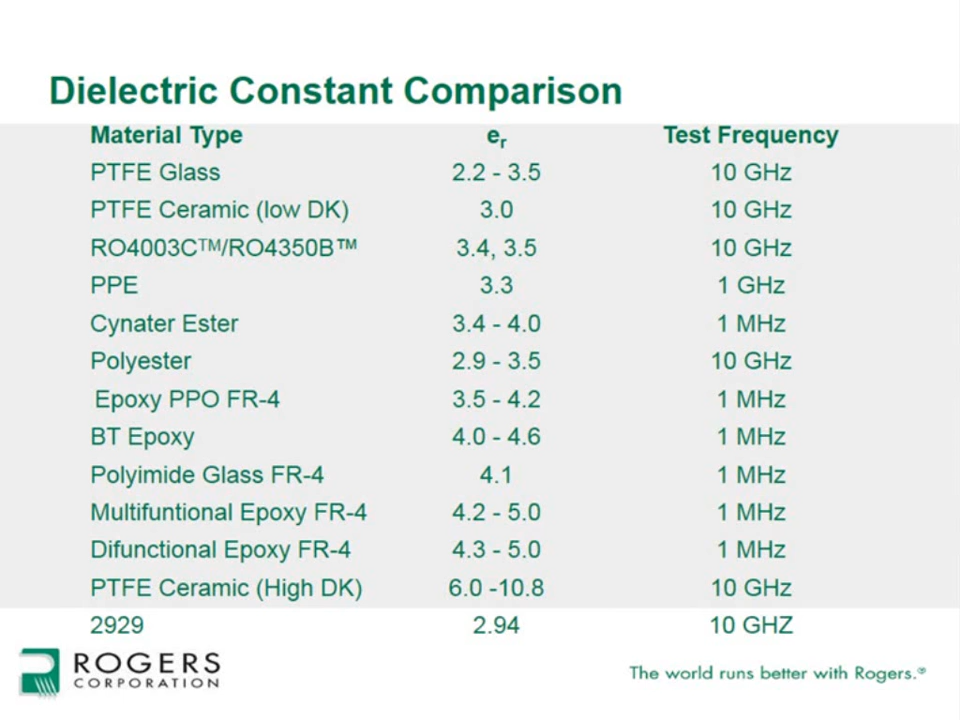 Dielectric Constant Comparison
Material Type er Test Frequency
PTFE Glass 2.2 - 3.5 10 GHz
PTFE Ceramic (low DK) 3.0 10 GHz
RO4003C™/RO4350B™ 3.4, 3.5 10 GHz
PPE 3.3 1 GHz
Cynater Ester 3.4 - 4.0 1 MHz
Polyester 2.9 - 3.5 10 GHz
Epoxy PPO FR-4 3.5 - 4.2 1 MHz
BT Epoxy 4.0 - 4.6 1 MHz
Polyimide Glass FR-4 4.1 1 MHz
Multifuntional Epoxy FR-4 4.2 - 5.0 1 MHz
Difunctional Epoxy FR-4 4.3 - 5.0 1 MHz
PTFE Ceramic (High DK) 6.0 -10.8 10 GHz
2929 2.94 10 GHZ
ROGERS
CORPORATION
The world runs better with Rogers.®